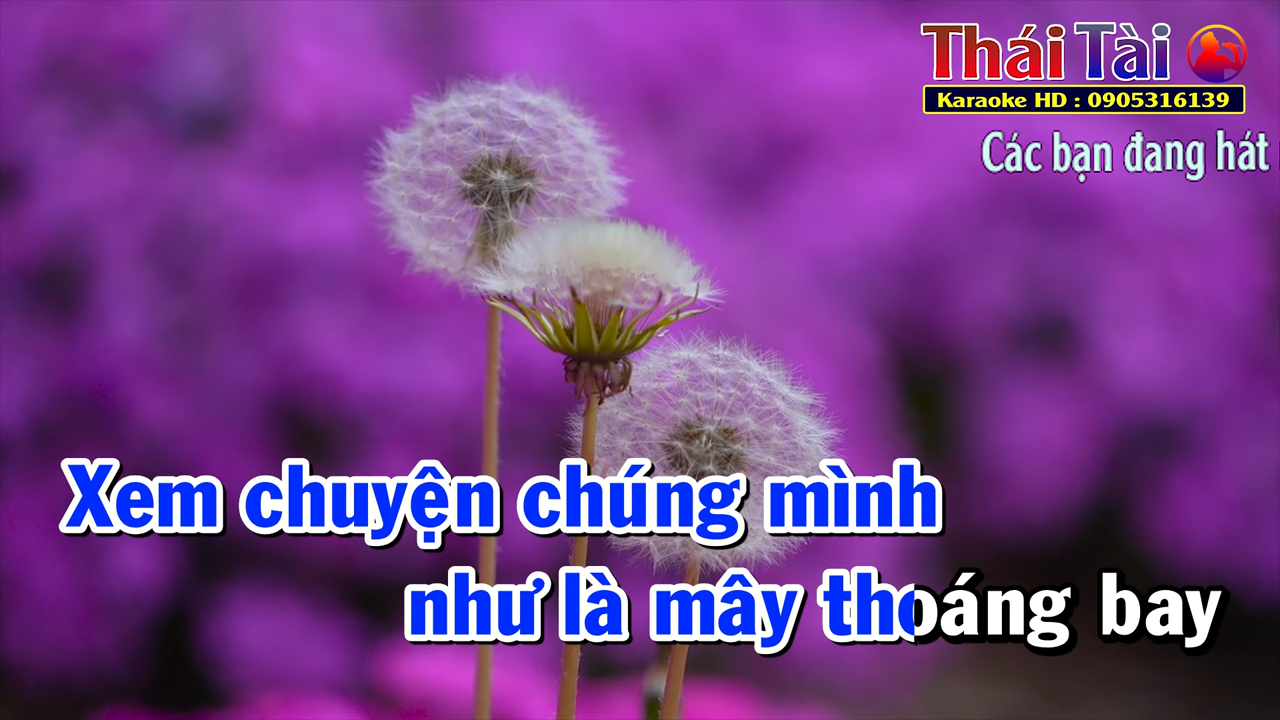 Thái Tài
Karaoke HD : 0905316139
Các bạn đang hát
Xem chuyện chúng mình
như là mây thoáng bay